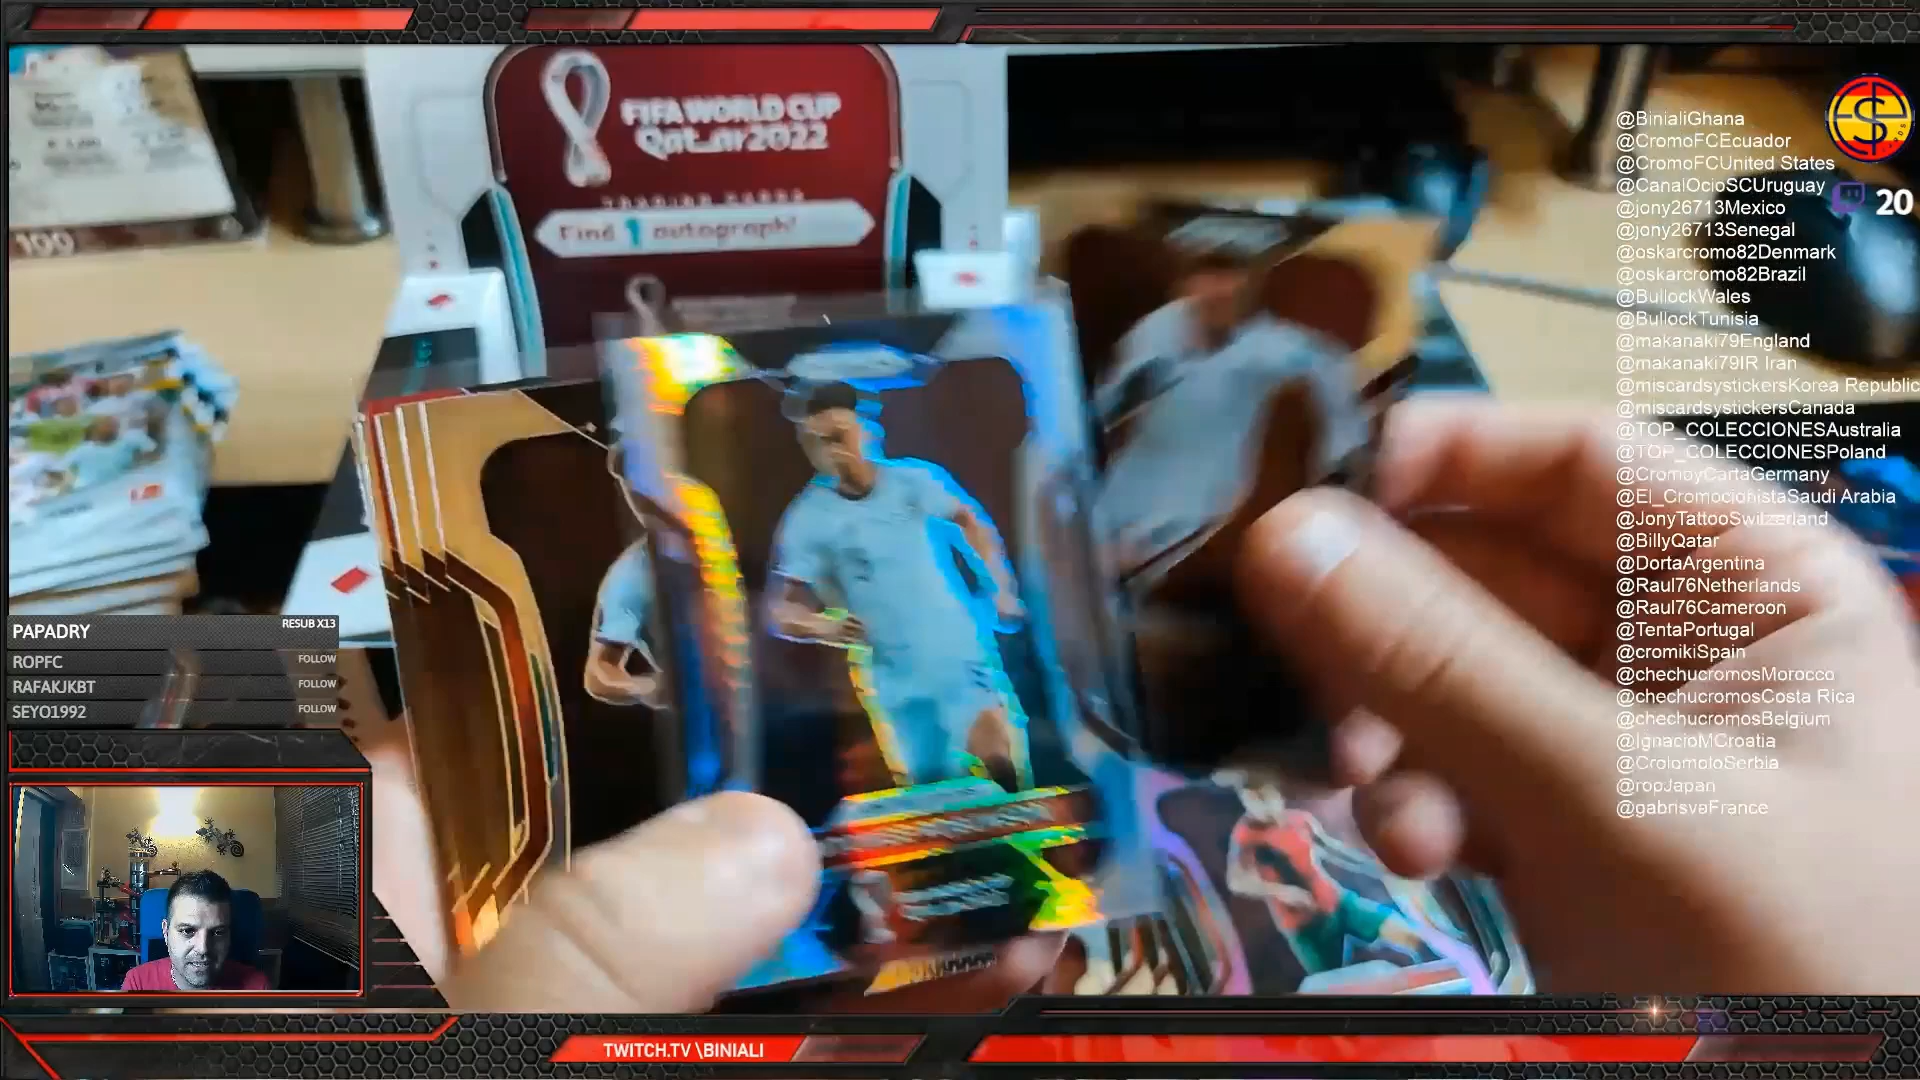 FIFA WORLD CUP
Qatar2022
TRADING CARDS
Find 1 autograph!
100
@BinialiGhana
@CromoFCEcuador
@CromoFCUnited States
@CanalOcioSCUruguay
20
@jony26713Mexico
@jony26713Senegal
@oskarcromo82Denmark
@oskarcromo82Brazil
@BullockWales
@BullockTunisia
@makanaki79England
@makanaki79IR Iran
@miscardsystickersKorea Republic
@miscardsystickersCanada
@TOP_COLECCIONESAustralia
@TOP_COLECCIONESPoland
@CromoyCartaGermany
@El_CromocionistaSaudi Arabia
@JonyTattooSwitzerland
@BillyQatar
@DortaArgentina
@Raul76Netherlands
@Raul76Cameroon
@TentaPortugal
@cromikiSpain
@chechucromosMorocco
@chechucromosCosta Rica
@chechucromosBelgium
@IgnacioMCroatia
@CrolomoloSerbia
@ropJapan
@gabrisvaFrance
PAPADRY RESUB X13
ROPFC FOLLOW
RAFAKJKBT FOLLOW
SEYO1992 FOLLOW
TWITCH.TV\BINIALI